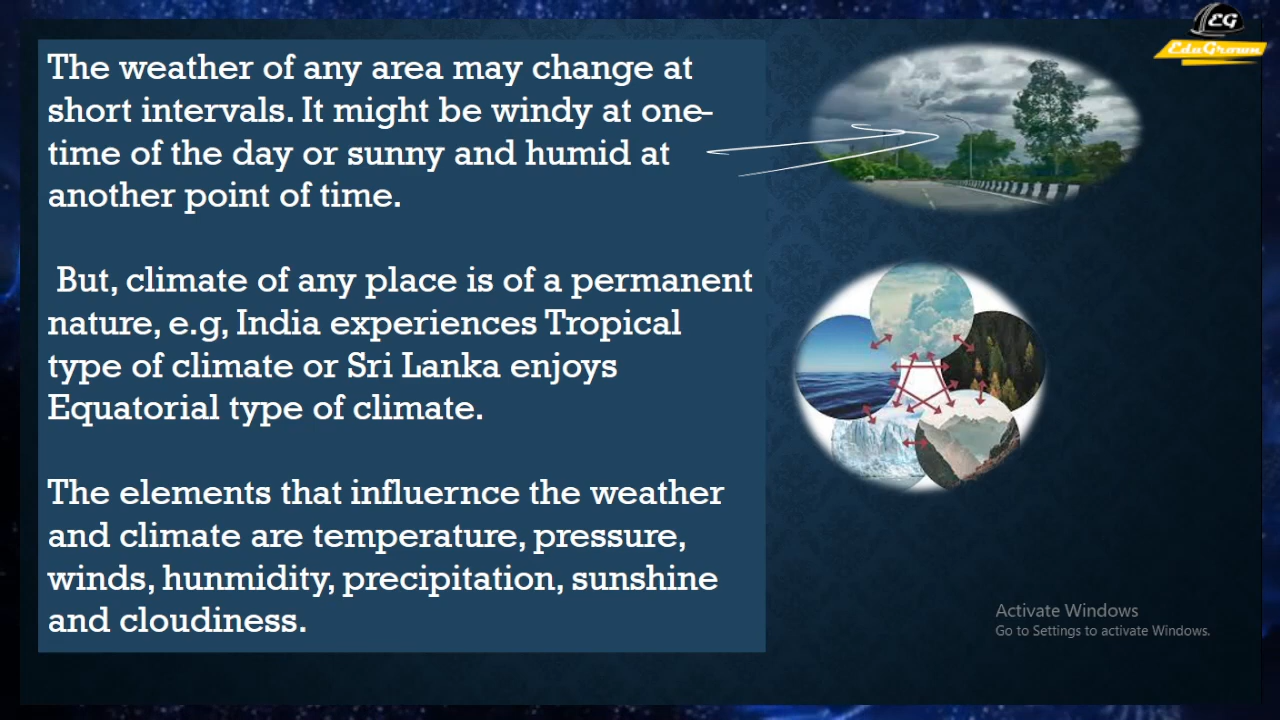 EG
EduGrown
The weather of any area may change at
short intervals. It might be windy at one-
time of the day or sunny and humid at
another point of time.
But, climate of any place is of a permanent
nature, e.g, India experiences Tropical
type of climate or Sri Lanka enjoys
Equatorial type of climate.
The elements that influernce the weather
and climate are temperature, pressure,
winds, hunmidity, precipitation, sunshine
and cloudiness.
Activate Windows
Go to Settings to activate Windows.